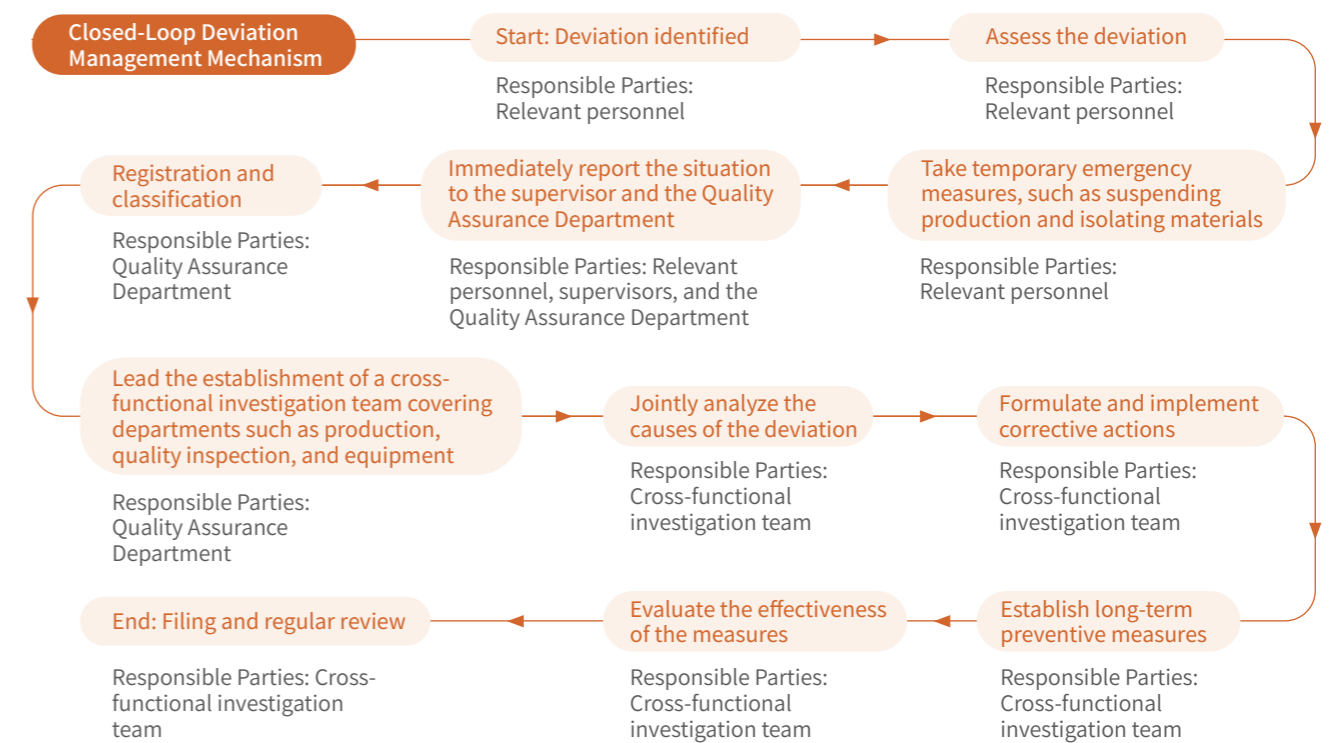 Closed-Loop Deviation
Management Mechanism
Start: Deviation identified
Responsible Parties:
Relevant personnel
Assess the deviation
Responsible Parties:
Relevant personnel
Take temporary emergency
measures, such as suspending
production and isolating materials
Responsible Parties:
Relevant personnel
Immediately report the situation
to the supervisor and the Quality
Assurance Department
Responsible Parties: Relevant
personnel, supervisors, and the
Quality Assurance Department
Registration and
classification
Responsible Parties:
Quality Assurance
Department
Lead the establishment of a cross-
functional investigation team covering
departments such as production,
quality inspection, and equipment
Responsible Parties:
Quality Assurance
Department
Jointly analyze the
causes of the deviation
Responsible Parties:
Cross-functional
investigation team
Formulate and implement
corrective actions
Responsible Parties:
Cross-functional
investigation team
Establish long-term
preventive measures
Responsible Parties:
Cross-functional
investigation team
Evaluate the effectiveness
of the measures
Responsible Parties:
Cross-functional
investigation team
End: Filing and regular review
Responsible Parties: Cross-
functional investigation
team